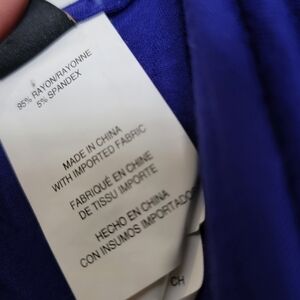 95% RAYON/RAYONNE
5% SPANDEX
MADE IN CHINA
WITH IMPORTED FABRIC
FABRIQUÉ EN CHINE
DE TISSU IMPORTE
HECHO EN CHINA
CON INSUMOS IMPORTADOS
CH